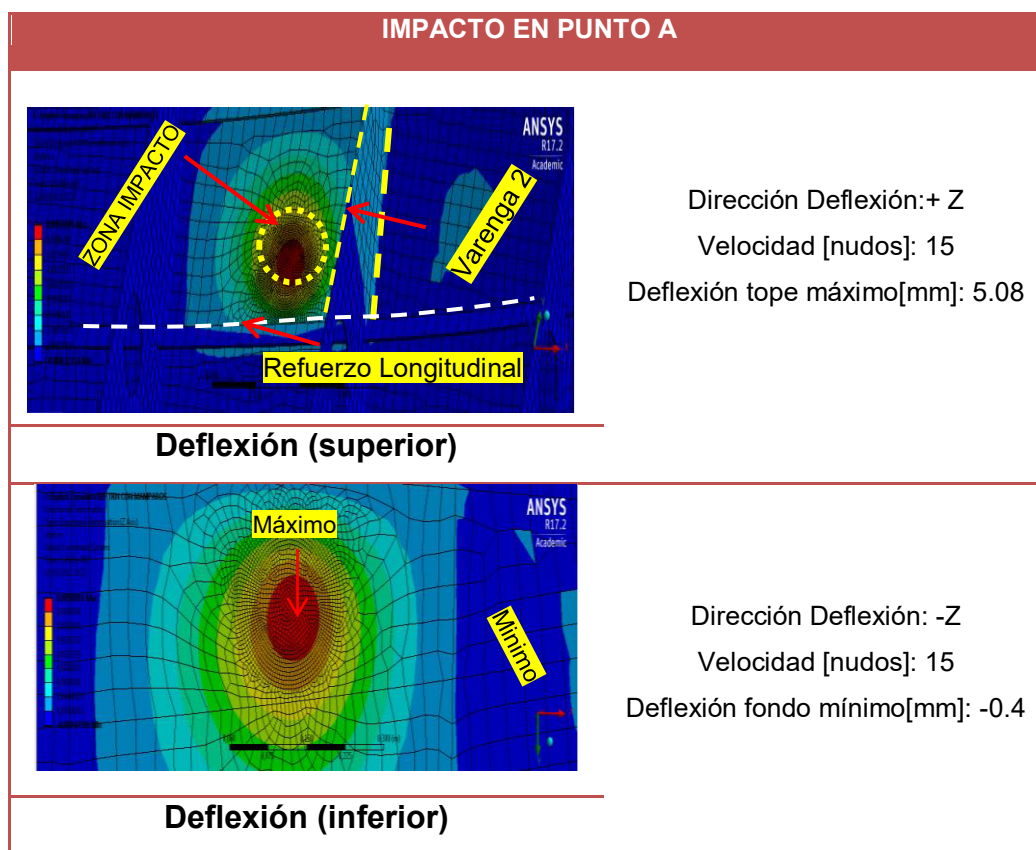 IMPACTO EN PUNTO A
ANSYS
R17.2
Academic
ZONA IMPACTO
Varenga 2
Refuerzo Longitudinal
Dirección Deflexión:+ Z
Velocidad [nudos]: 15
Deflexión tope máximo[mm]: 5.08
Deflexión (superior)
ANSYS
R17.2
Academic
Máximo
Minimo
Dirección Deflexión: -Z
Velocidad [nudos]: 15
Deflexión fondo mínimo[mm]: -0.4
Deflexión (inferior)